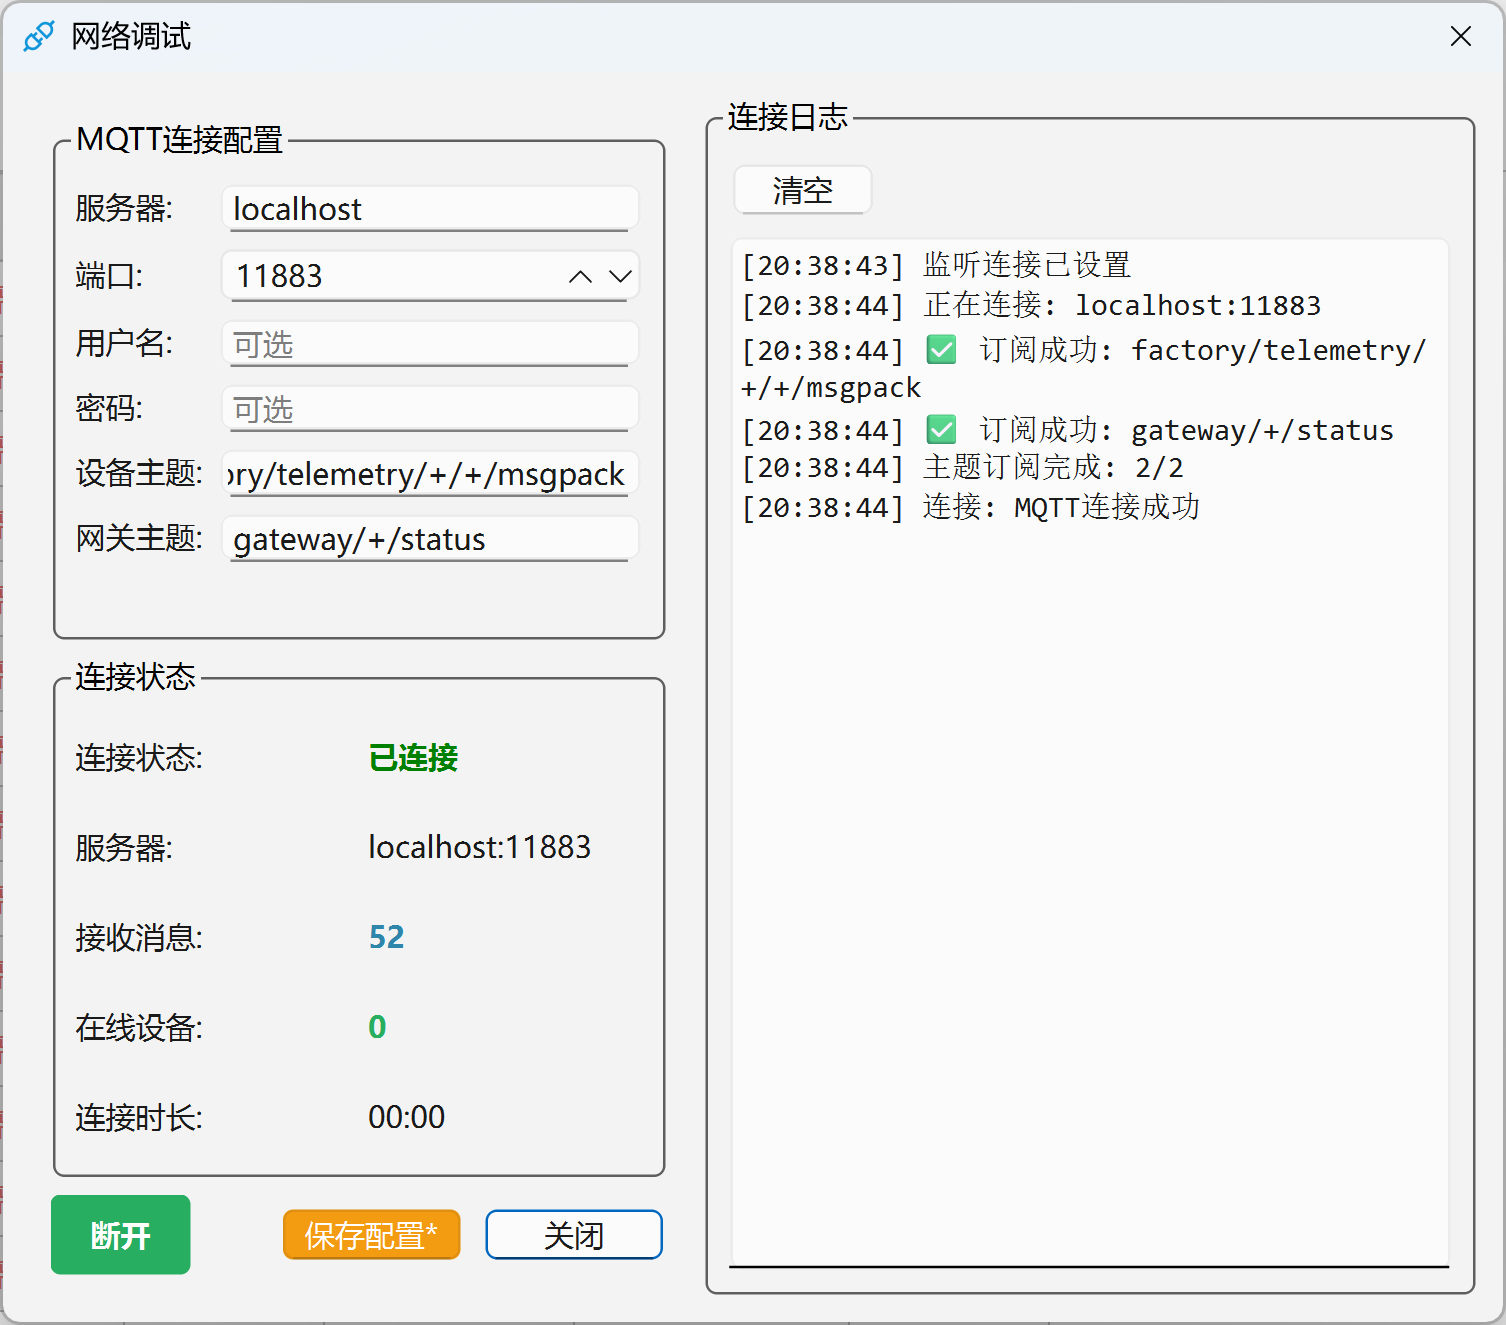 网络调试
MQTT连接配置
服务器:
localhost
端口:
11883
用户名:
可选
密码:
可选
设备主题:
ory/telemetry/+/+/msgpack
网关主题:
gateway/+/status
连接状态
连接状态:
已连接
服务器:
localhost:11883
接收消息:
52
在线设备:
0
连接时长:
00:00
断开
保存配置*
关闭
连接日志
清空
[20:38:43] 监听连接已设置
[20:38:44] 正在连接: localhost:11883
[20:38:44] ✅ 订阅成功: factory/telemetry/
+/+/msgpack
[20:38:44] ✅ 订阅成功: gateway/+/status
[20:38:44] 主题订阅完成: 2/2
[20:38:44] 连接: MQTT连接成功